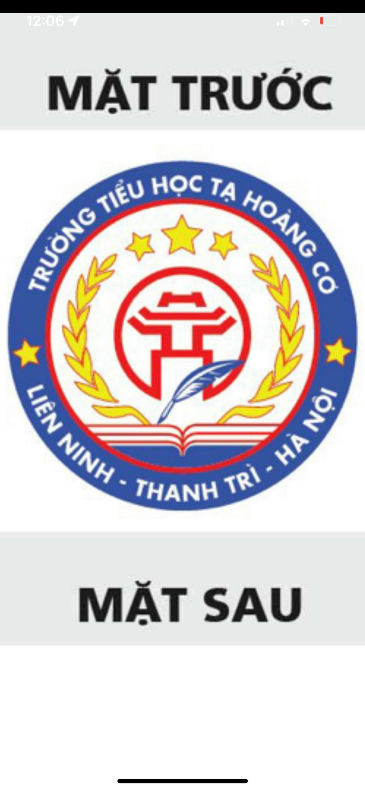 12:06
MẶT TRƯỚC
TRƯỜNG TIỂU HỌC TẠ HOÀNG CƠ
LIÊN NINH - THANH TRÌ - HÀ NỘI
MẶT SAU